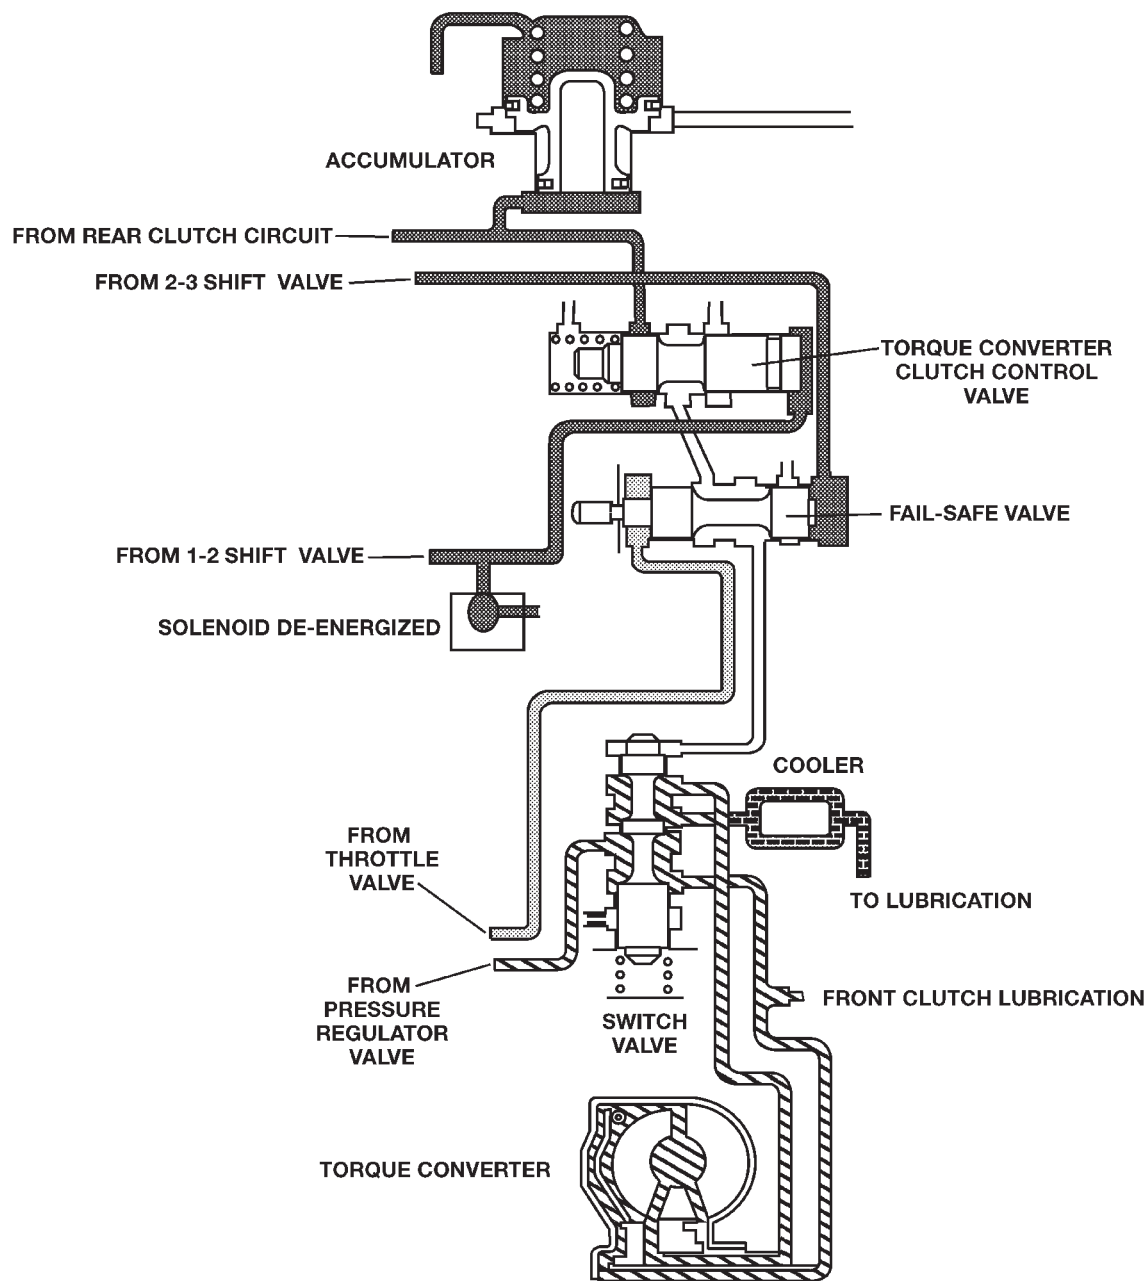 ACCUMULATOR
FROM REAR CLUTCH CIRCUIT
FROM 2-3 SHIFT VALVE
TORQUE CONVERTER
CLUTCH CONTROL
VALVE
FAIL-SAFE VALVE
FROM 1-2 SHIFT VALVE
SOLENOID DE-ENERGIZED
COOLER
FROM
THROTTLE
VALVE
TO LUBRICATION
FROM
PRESSURE
REGULATOR
VALVE
FRONT CLUTCH LUBRICATION
SWITCH
VALVE
TORQUE CONVERTER